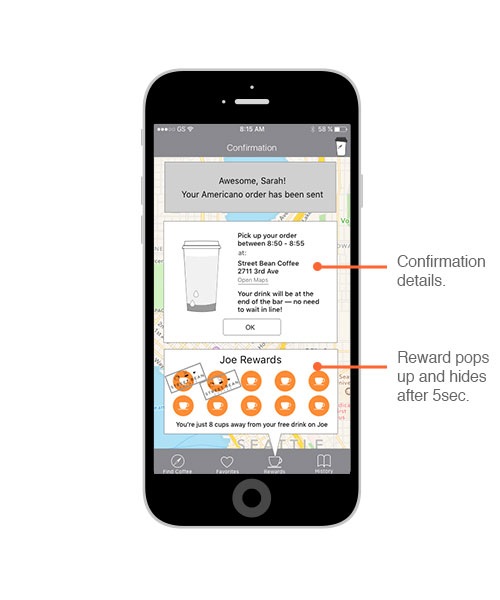 GS
8:15 AM
58 %
Confirmation
Awesome, Sarah!
Your Americano order has been sent
Pick up your order
between 8:50 - 8:55
at:
Street Bean Coffee
2711 3rd Ave
Open Maps
Your drink will be at the
end of the bar — no need
to wait in line!
OK
Confirmation
details.
Joe Rewards
STREET BEAN
STREET BEAN
You're just 8 cups away from your free drink on Joe
Reward pops
up and hides
after 5sec.
SEATTLE
Find Coffee
Favorites
Rewards
History